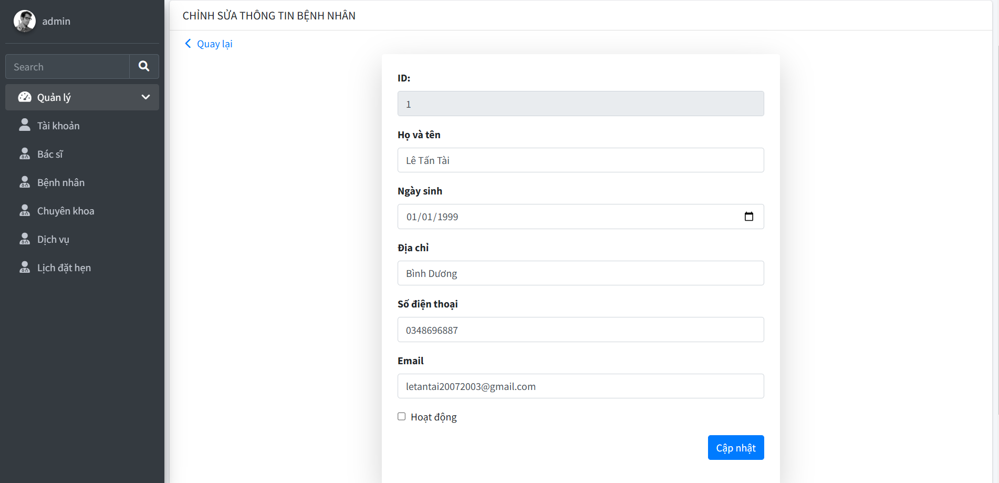 admin
Search
Quản lý
Tài khoản
Bác sĩ
Bệnh nhân
Chuyên khoa
Dịch vụ
Lịch đặt hẹn
CHỈNH SỬA THÔNG TIN BỆNH NHÂN
Quay lại
ID:
1
Họ và tên
Lê Tấn Tài
Ngày sinh
01/01/1999
Địa chỉ
Bình Dương
Số điện thoại
0348696887
Email
letantai20072003@gmail.com
Hoạt động
Cập nhật